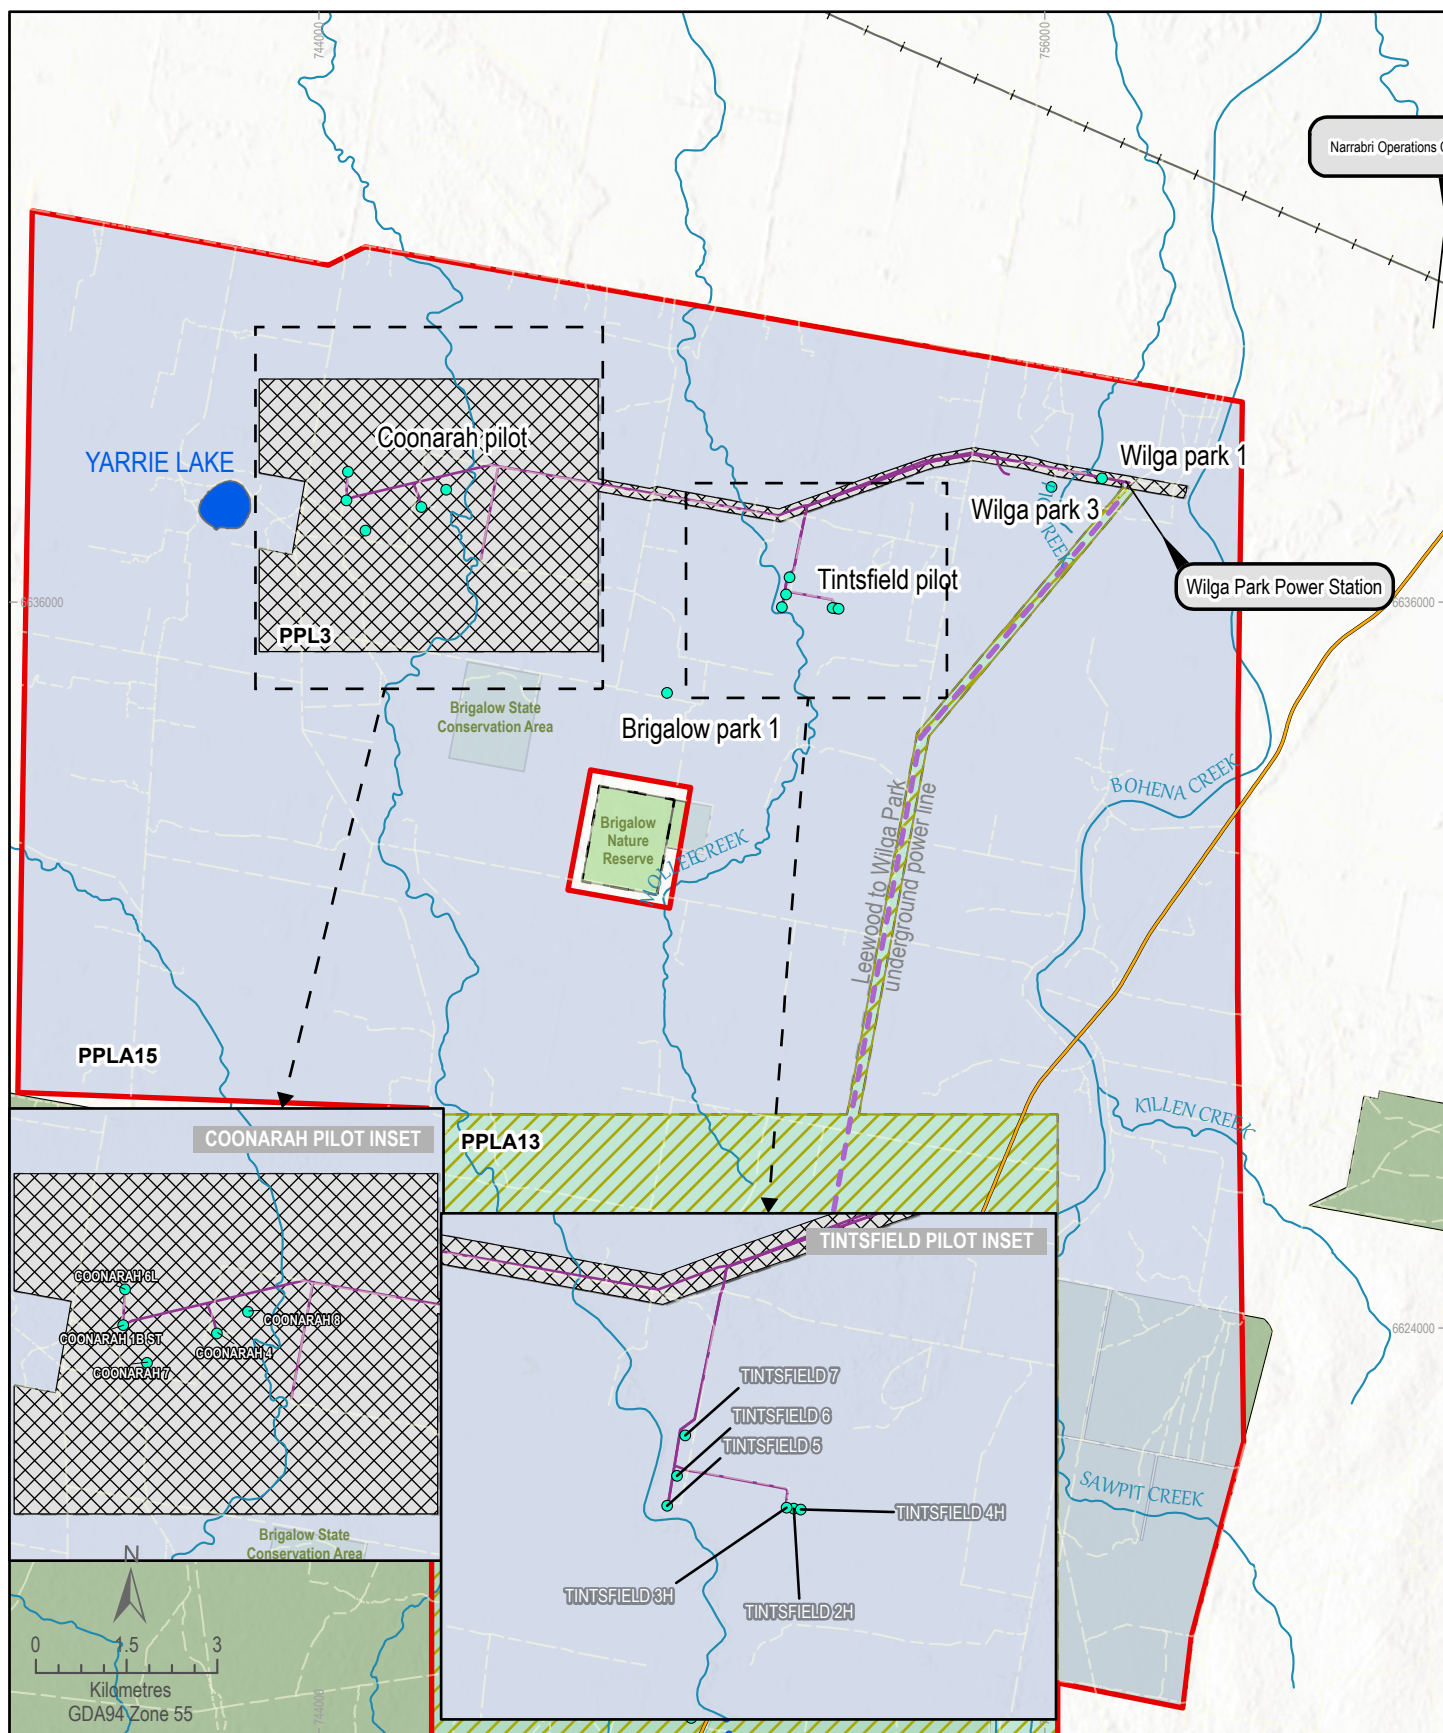 744000
756000
Narrabri Operations
Coonarah pilot
YARRIE LAKE
Wilga park 1
Wilga park 3
CREEK
Tintsfield pilot
Wilga Park Power Station
6636000
6636000
PPL3
Brigalow State
Conservation Area
Brigalow park 1
BOHENA CREEK
Brigalow
Nature
Reserve
MOLLEE CREEK
Leewood to Wilga Park
underground power line
PPLA15
KILLEN CREEK
COONARAH PILOT INSET
PPLA13
TINTSFIELD PILOT INSET
COONARAH 6L
COONARAH 8
COONARAH 1B ST
COONARAH 4
COONARAH 7
6624000
TINTSFIELD 7
TINTSFIELD 6
TINTSFIELD 5
SAWPIT CREEK
TINTSFIELD 4H
Brigalow State
Conservation Area
N
TINTSFIELD 3H
TINTSFIELD 2H
0 1.5 3
Kilometres
GDA94 Zone 55
744000